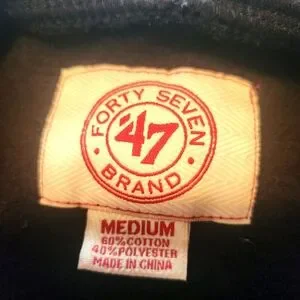 FORTY SEVEN
'47
BRAND
MEDIUM
60% COTTON
40% POLYESTER
MADE IN CHINA